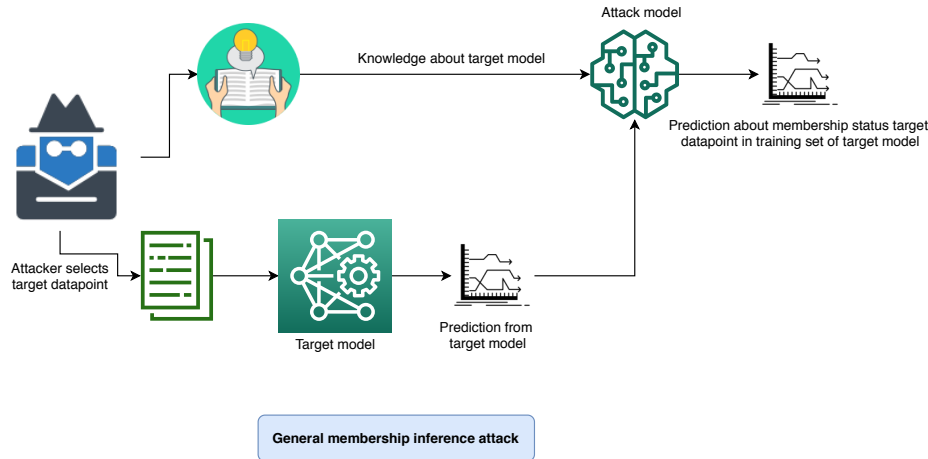 Attack model
Knowledge about target model
Prediction about membership status target
datapoint in training set of target model
Attacker selects
target datapoint
Target model
Prediction from
target model
General membership inference attack